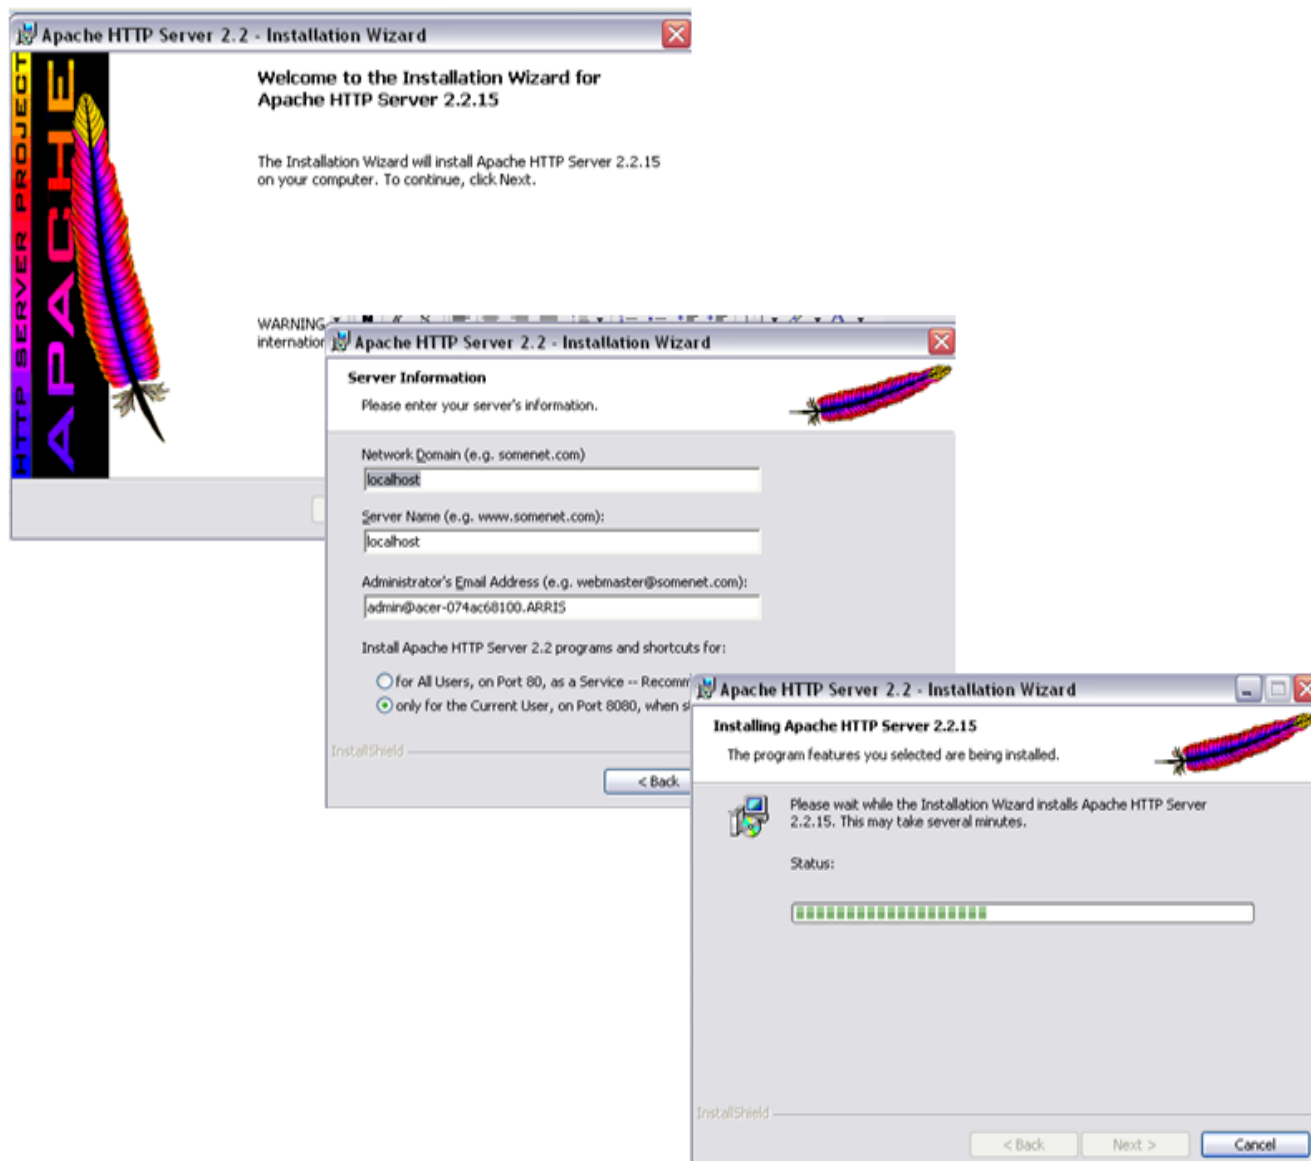 Apache HTTP Server 2.2 - Installation Wizard
HTTP SERVER PROJECT
APACHE
Welcome to the Installation Wizard for
Apache HTTP Server 2.2.15
The Installation Wizard will install Apache HTTP Server 2.2.15
on your computer. To continue, click Next.
WARNING
Apache HTTP Server 2.2 - Installation Wizard
Server Information
Please enter your server's information.
Network Domain (e.g. somenet.com)
localhost
Server Name (e.g. www.somenet.com):
localhost
Administrator's Email Address (e.g. webmaster@somenet.com):
admin@acer-074ac68100.ARRIS
Install Apache HTTP Server 2.2 programs and shortcuts for:
for All Users, on Port 80, as a Service -- Recomm
only for the Current User, on Port 8080, when s
InstallShield
< Back
Apache HTTP Server 2.2 - Installation Wizard
Installing Apache HTTP Server 2.2.15
The program features you selected are being installed.
Please wait while the Installation Wizard installs Apache HTTP Server
2.2.15. This may take several minutes.
Status:
InstallShield
< Back
Next >
Cancel